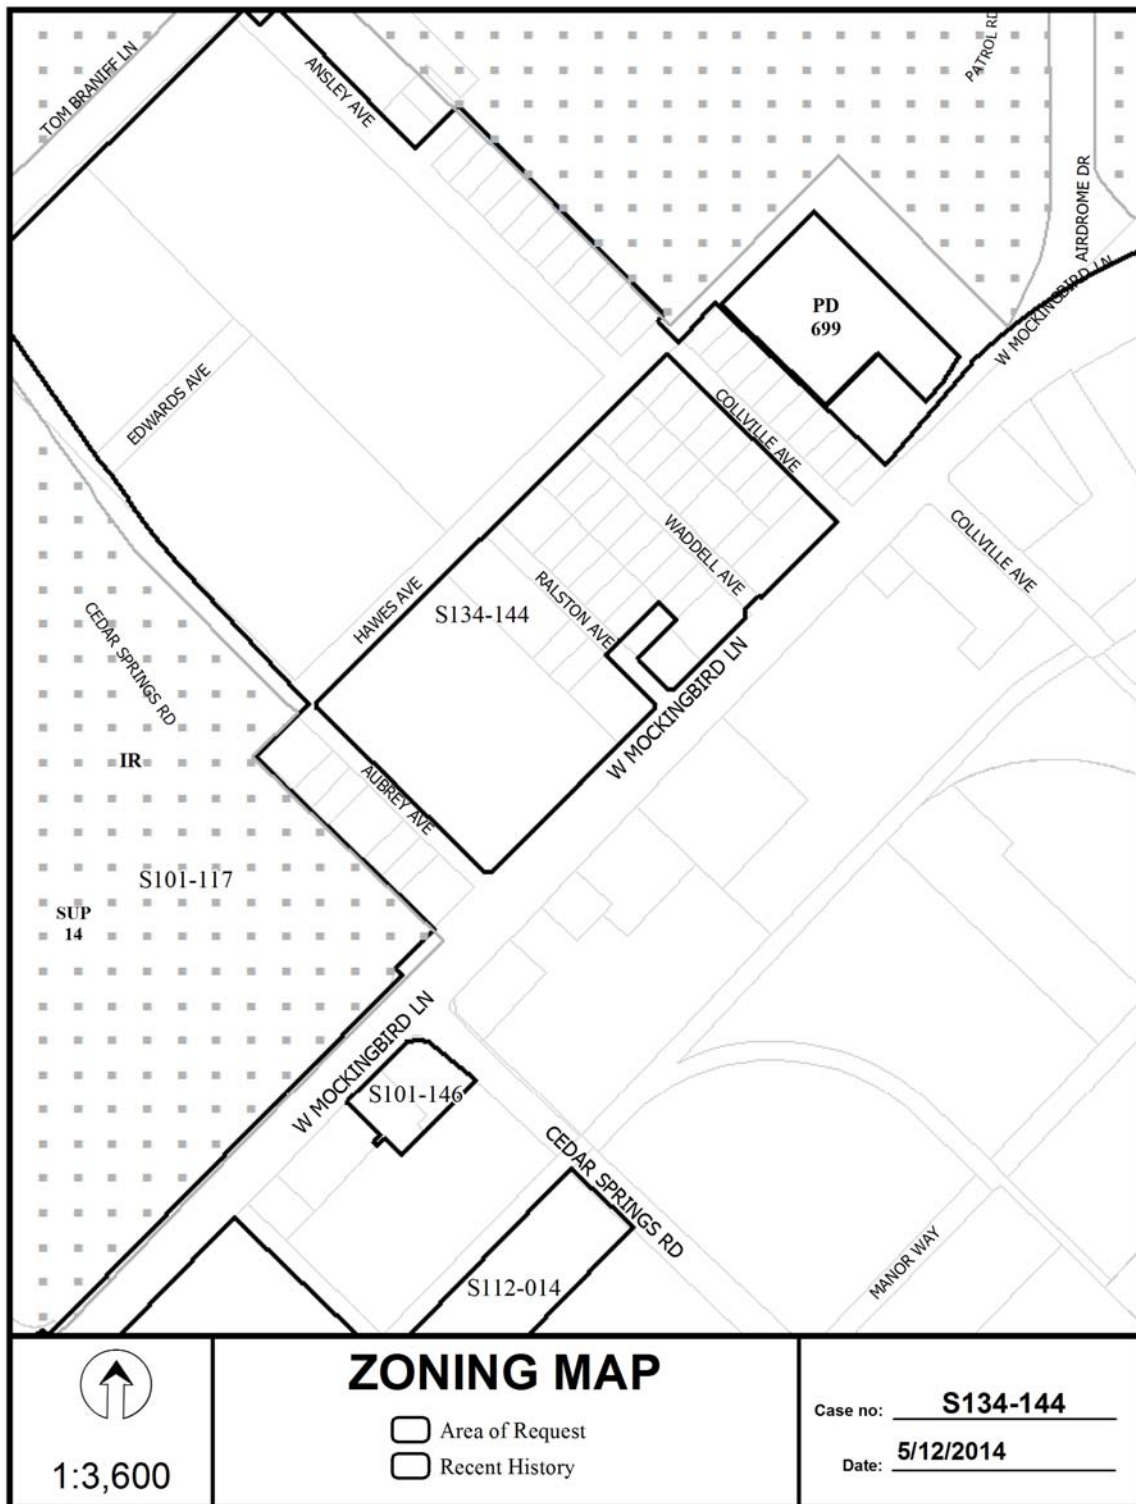 TOM BRANIFF LN
ANSLEY AVE
PATROL RD
AIRDROME DR
W MOCKINGBIRD LN
PD
699
EDWARDS AVE
COLLVILLE AVE
COLLVILLE AVE
WADDELL AVE
RALSTON AVE
HAWES AVE
S134-144
CEDAR SPRINGS RD
W MOCKINGBIRD LN
IR
AUBREY AVE
S101-117
SUP
14
W MOCKINGBIRD LN
S101-146
CEDAR SPRINGS RD
MANOR WAY
S112-014
1:3,600
ZONING MAP
Area of Request
Recent History
Case no: S134-144
Date: 5/12/2014